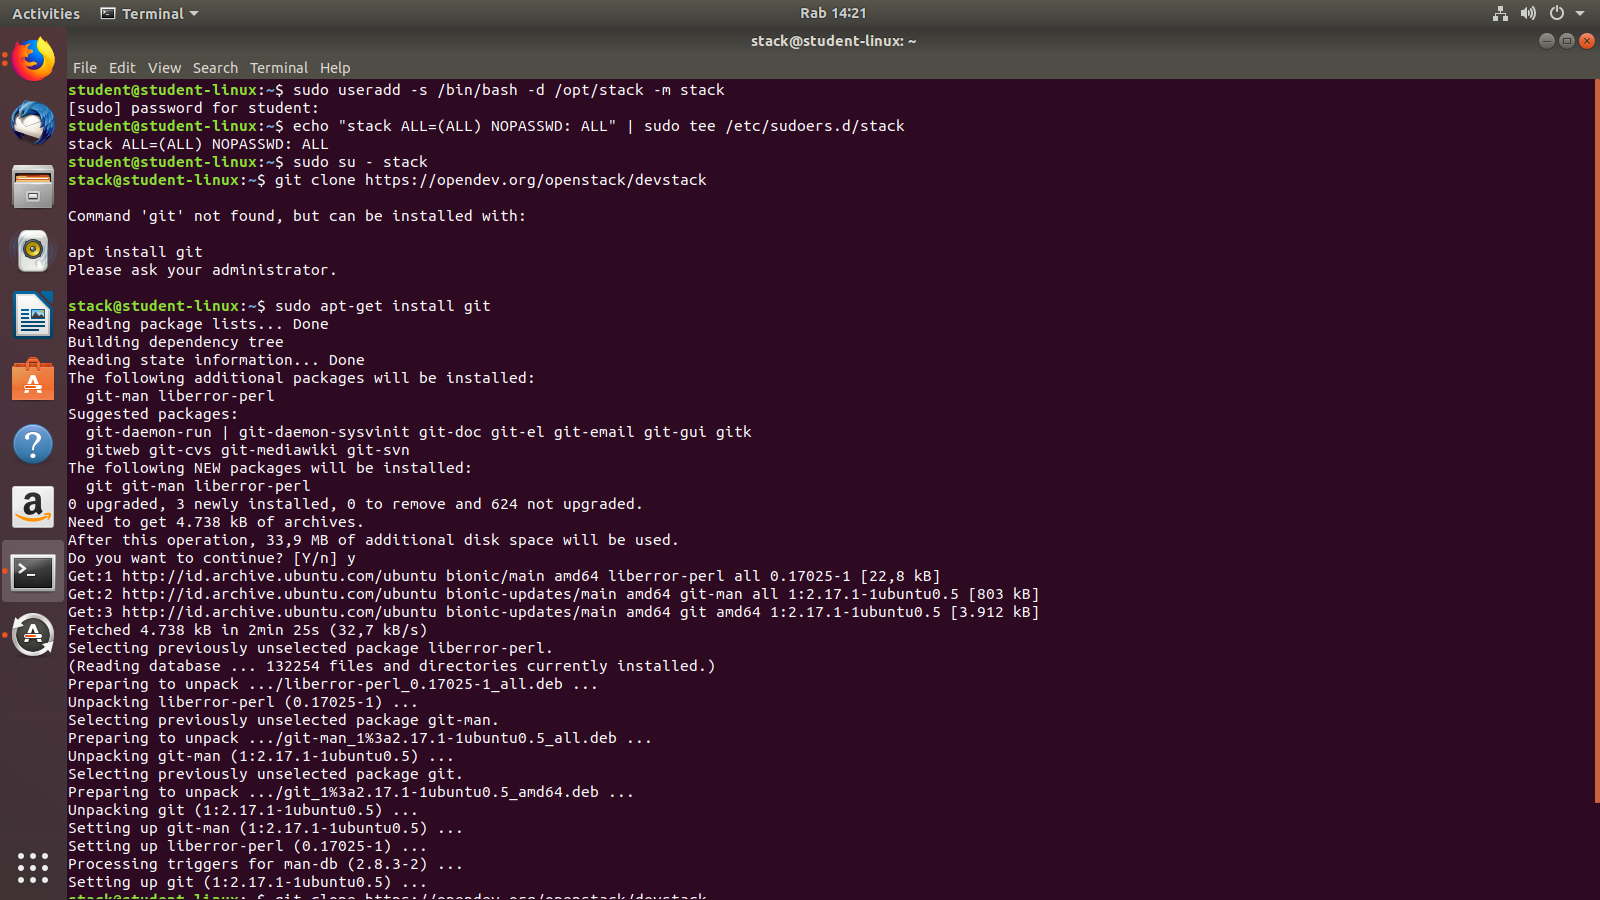 Activities Terminal Rab 14:21
stack@student-linux: ~
File Edit View Search Terminal Help
student@student-linux:~$ sudo useradd -s /bin/bash -d /opt/stack -m stack
[sudo] password for student:
student@student-linux:~$ echo "stack ALL=(ALL) NOPASSWD: ALL" | sudo tee /etc/sudoers.d/stack
stack ALL=(ALL) NOPASSWD: ALL
student@student-linux:~$ sudo su - stack
stack@student-linux:~$ git clone https://opendev.org/openstack/devstack
Command 'git' not found, but can be installed with:
apt install git
Please ask your administrator.
stack@student-linux:~$ sudo apt-get install git
Reading package lists... Done
Building dependency tree
Reading state information... Done
The following additional packages will be installed:
git-man liberror-perl
Suggested packages:
git-daemon-run | git-daemon-sysvinit git-doc git-el git-email git-gui gitk
gitweb git-cvs git-mediawiki git-svn
The following NEW packages will be installed:
git git-man liberror-perl
0 upgraded, 3 newly installed, 0 to remove and 624 not upgraded.
Need to get 4.738 kB of archives.
After this operation, 33,9 MB of additional disk space will be used.
Do you want to continue? [Y/n] y
Get:1 http://id.archive.ubuntu.com/ubuntu bionic/main amd64 liberror-perl all 0.17025-1 [22,8 kB]
Get:2 http://id.archive.ubuntu.com/ubuntu bionic-updates/main amd64 git-man all 1:2.17.1-1ubuntu0.5 [803 kB]
Get:3 http://id.archive.ubuntu.com/ubuntu bionic-updates/main amd64 git amd64 1:2.17.1-1ubuntu0.5 [3.912 kB]
Fetched 4.738 kB in 2min 25s (32,7 kB/s)
Selecting previously unselected package liberror-perl.
(Reading database ... 132254 files and directories currently installed.)
Preparing to unpack .../liberror-perl_0.17025-1_all.deb ...
Unpacking liberror-perl (0.17025-1) ...
Selecting previously unselected package git-man.
Preparing to unpack .../git-man_1%3a2.17.1-1ubuntu0.5_all.deb ...
Unpacking git-man (1:2.17.1-1ubuntu0.5) ...
Selecting previously unselected package git.
Preparing to unpack .../git_1%3a2.17.1-1ubuntu0.5_amd64.deb ...
Unpacking git (1:2.17.1-1ubuntu0.5) ...
Setting up git-man (1:2.17.1-1ubuntu0.5) ...
Setting up liberror-perl (0.17025-1) ...
Processing triggers for man-db (2.8.3-2) ...
Setting up git (1:2.17.1-1ubuntu0.5) ...
stack@student-linux:~$ git clone https://opendev.org/openstack/devstack